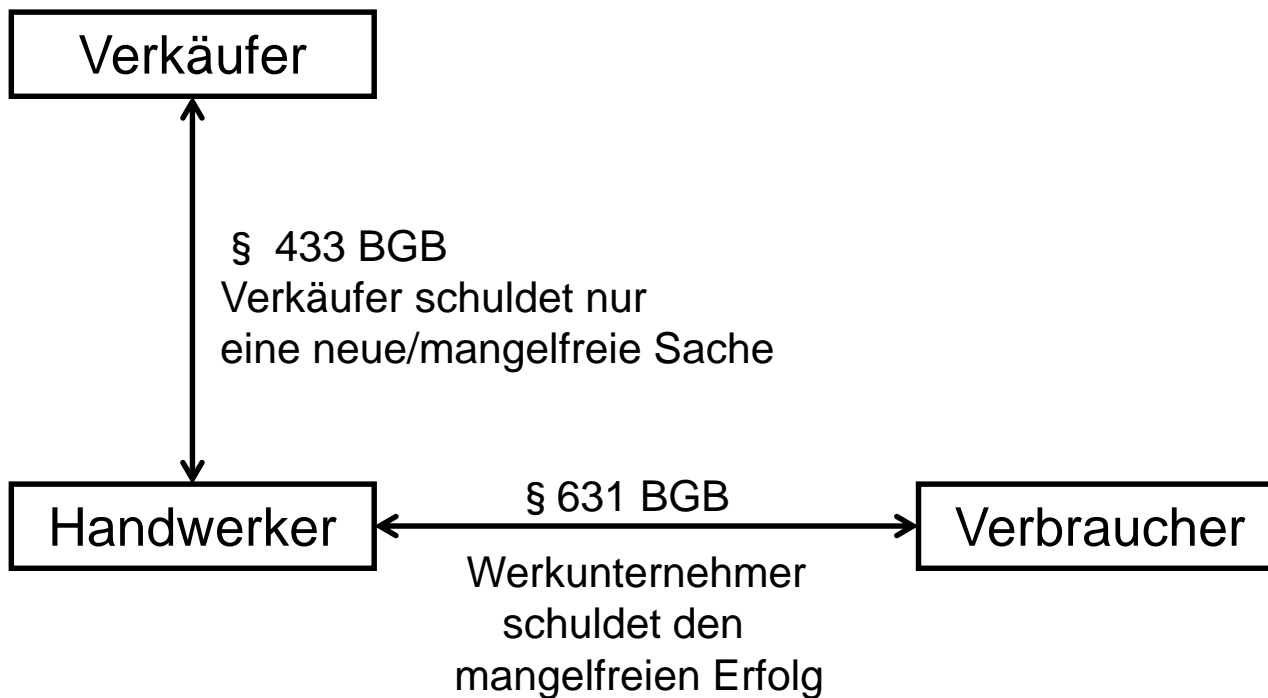 Verkäufer
§ 433 BGB
Verkäufer schuldet nur
eine neue/mangelfreie Sache
Handwerker
§ 631 BGB
Verbraucher
Werkunternehmer
schuldet den
mangelfreien Erfolg